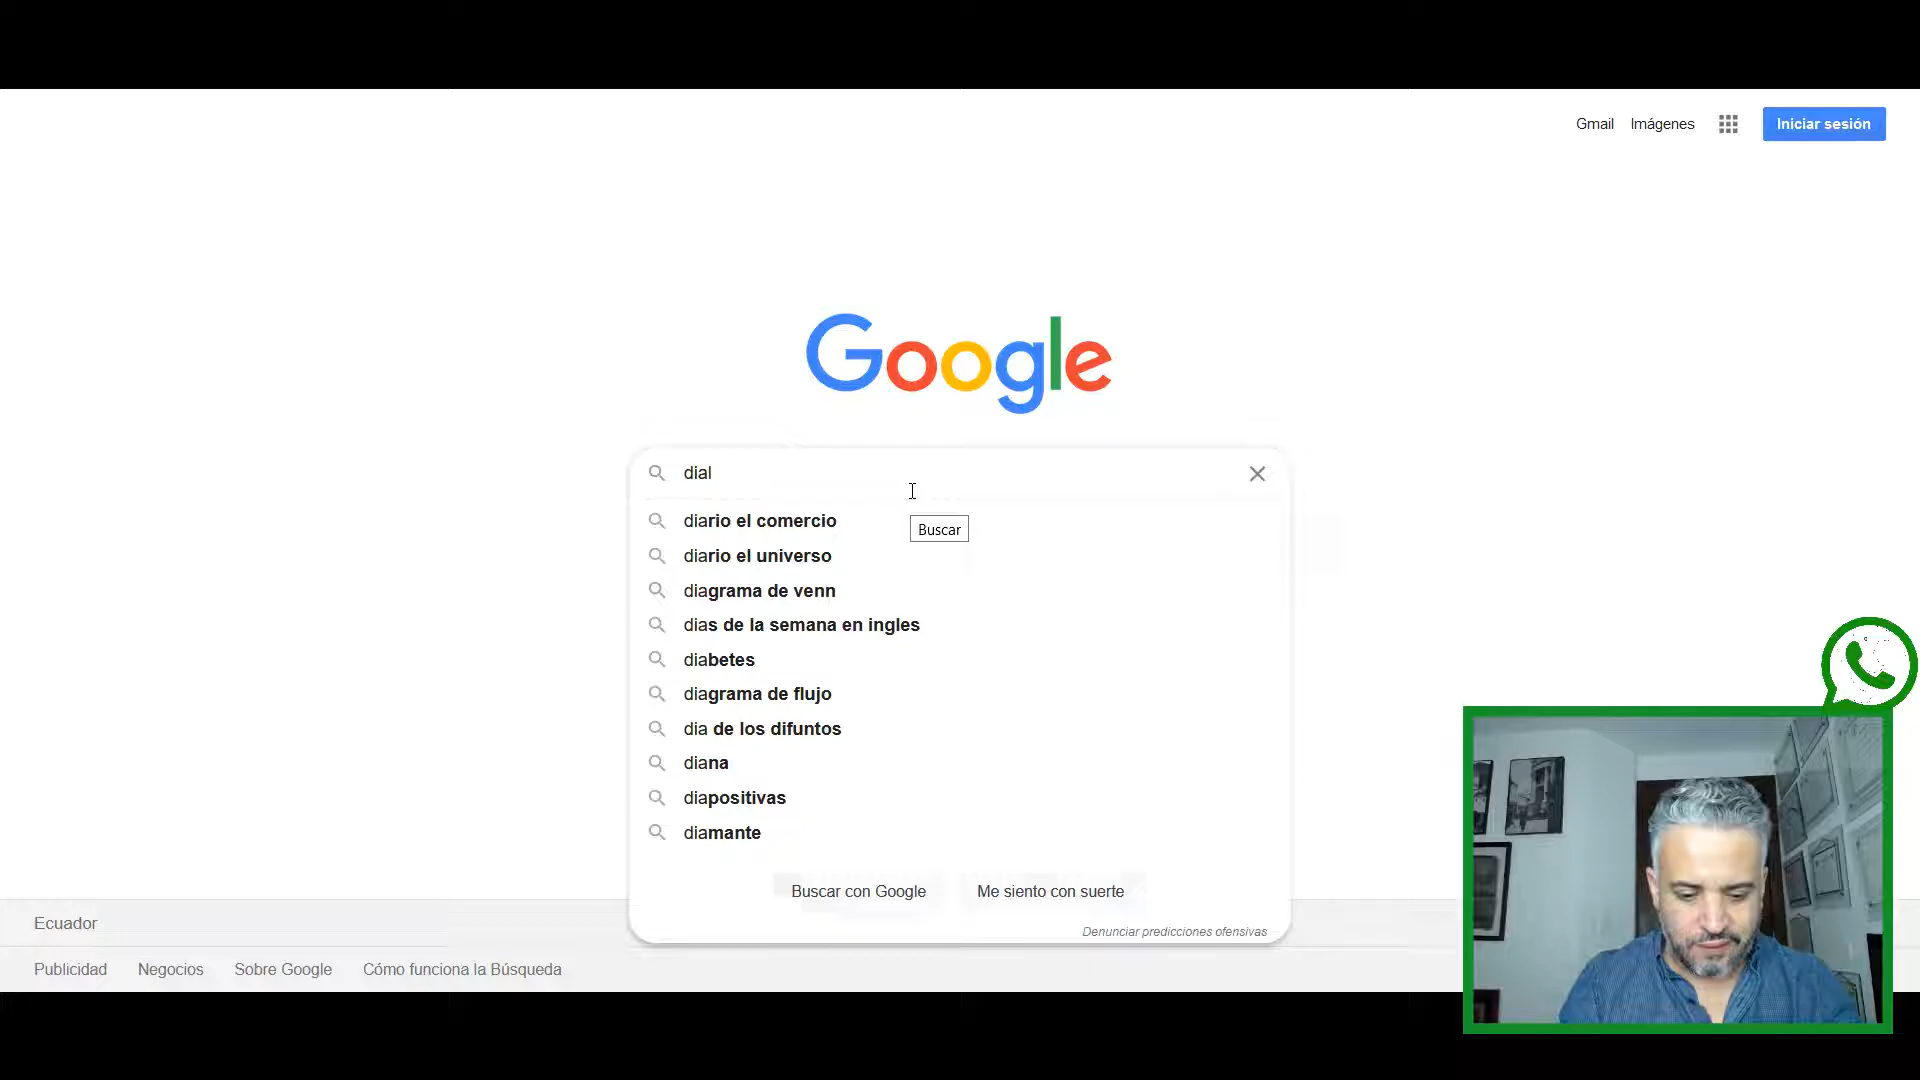 Gmail Imágenes Iniciar sesión
Google
dial
diario el comercio
Buscar
diario el universo
diagrama de venn
dias de la semana en ingles
diabetes
diagrama de flujo
dia de los difuntos
diana
diapositivas
diamante
Buscar con Google Me siento con suerte
Denunciar predicciones ofensivas
Ecuador
Publicidad Negocios Sobre Google Cómo funciona la Búsqueda